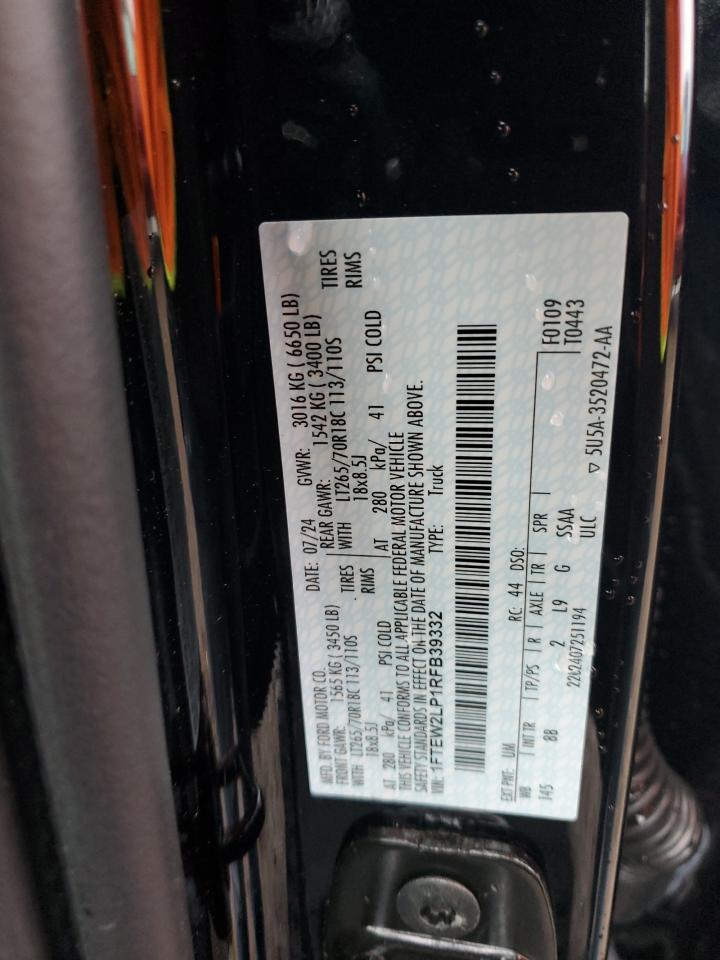 MFD. BY FORD MOTOR CO.
DATE: 07/24 GVWR: 3016 KG ( 6650 LB)
FRONT GAWR: 1565 KG ( 3450 LB) REAR GAWR: 1542 KG ( 3400 LB)
WITH LT265/70R18C 113/110S TIRES WITH LT265/70R18C 113/110S TIRES
18x8.5J RIMS 18x8.5J RIMS
AT 280 kPa/ 41 PSI COLD AT 280 kPa/ 41 PSI COLD
THIS VEHICLE CONFORMS TO ALL APPLICABLE FEDERAL MOTOR VEHICLE
SAFETY STANDARDS IN EFFECT ON THE DATE OF MANUFACTURE SHOWN ABOVE.
VIN: 1FTEW2LP1RFB39332 TYPE: Truck
EXT PNT: UM RC: 44 DSO:
WB INT TR TP/PS R AXLE TR SPR F0109
145 8B 2 L9 G SSAA T0443
2202407251194 ULC
▽ 5U5A-3520472-AA